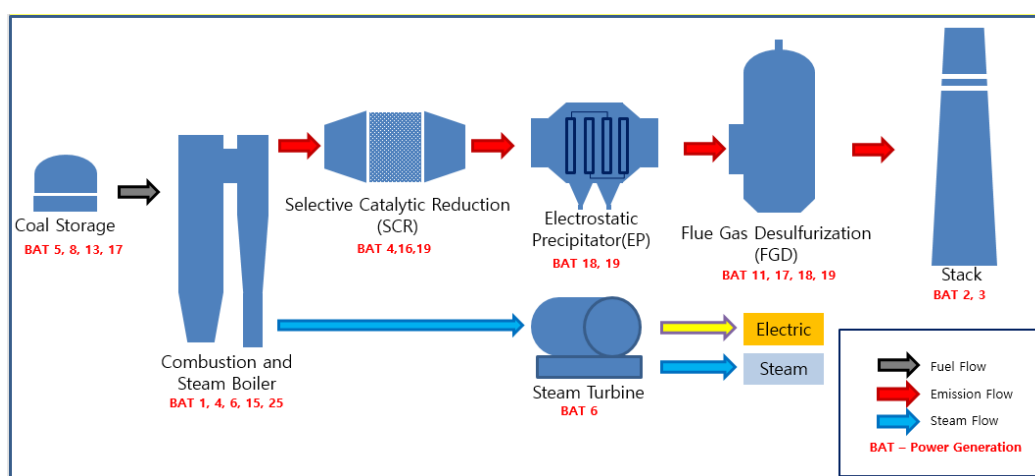 Coal Storage
BAT 5, 8, 13, 17
Combustion and
Steam Boiler
BAT 1, 4, 6, 15, 25
Selective Catalytic Reduction
(SCR)
BAT 4,16,19
Electrostatic
Precipitator(EP)
BAT 18, 19
Flue Gas Desulfurization
(FGD)
BAT 11, 17, 18, 19
Stack
BAT 2, 3
Steam Turbine
BAT 6
Electric
Steam
Fuel Flow
Emission Flow
Steam Flow
BAT – Power Generation